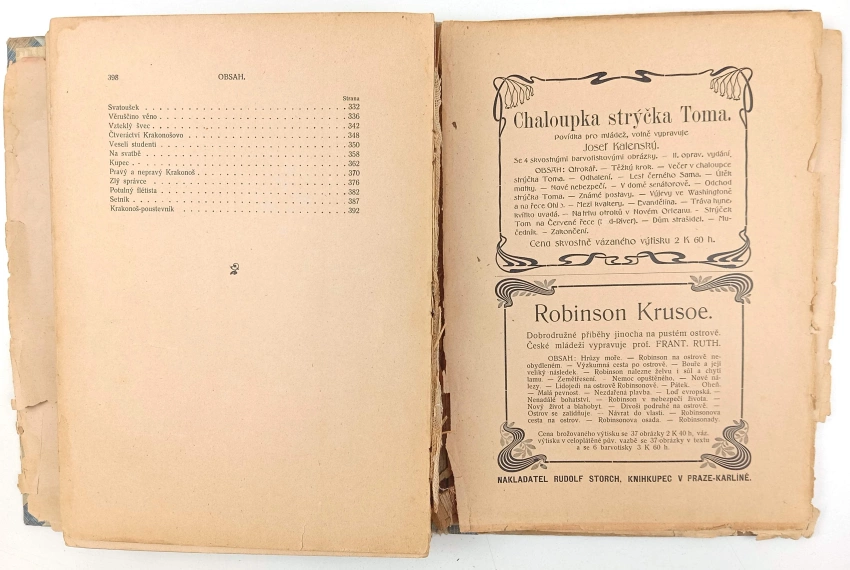 398
OBSAH.
Strana
Svatoušek . . . . . . . . . . . . . . . . . . . . . . . . 332
Věruščino věno . . . . . . . . . . . . . . . . . . . . . . 336
Vzteklý švec . . . . . . . . . . . . . . . . . . . . . . . 342
Čtveráctví Krakonošovo . . . . . . . . . . . . . . . . . . 348
Veselí studenti . . . . . . . . . . . . . . . . . . . . . 350
Na svatbě . . . . . . . . . . . . . . . . . . . . . . . . 358
Kupec . . . . . . . . . . . . . . . . . . . . . . . . . . 362
Pravý a nepravý Krakonoš . . . . . . . . . . . . . . . . . 370
Zlý správce . . . . . . . . . . . . . . . . . . . . . . . 376
Potulný flétista . . . . . . . . . . . . . . . . . . . . . 382
Setník . . . . . . . . . . . . . . . . . . . . . . . . . . 387
Krakonoš-poustevník . . . . . . . . . . . . . . . . . . . 392
Chaloupka strýčka Toma.
Povídka pro mládež, volně vypravuje
Josef Kalenský.
Se 4 skvostnými barvotiskovými obrázky. — II. oprav. vydání.
OBSAH: Otrokář. — Těžký krok. — Večer v chaloupce
strýčka Toma. — Odhalení. — Lest černého Sama. — Útěk
matky. — Nové nebezpečí. — V domě senátorově. — Odchod
strýčka Toma. — Známé postavy. — Výjevy ve Washingtoně
a na řece Ohi . — Mezi kvakery. — Evandělína. — Tráva hyne,
kvítko uvadá. — Na trhu otroků v Novém Orleanu. — Strýček
Tom na Červené řece ( d-River). — Dům strašidel. — Mu-
čedník. — Zakončení.
Cena skvostně vázaného výtisku 2 K 60 h.
Robinson Krusoe.
Dobrodružné příběhy jinocha na pustém ostrově.
České mládeži vypravuje prof. FRANT. RUTH.
OBSAH: Hrůzy moře. — Robinson na ostrově ne-
obydleném. — Výzkumná cesta po ostrově. — Bouře a její
veliký následek. — Robinson nalezne želvu i sůl a chytí
lamu. — Zemětřesení. — Nemoc opuštěného. — Nové ná-
lezy. — Lidojedi na ostrově Robinsonově. — Pátek. Oheň.
— Malá pevnost. — Nezdařená plavba. — Loď evropská. —
Nenadálé bohatství. — Robinson v nebezpečí života. —
Nový život a blahobyt. — Divoši podruhé na ostrově. —
Ostrov se zalidňuje. — Návrat do vlasti. — Robinsonova
cesta na ostrov. — Robinsonova osada. — Robinsonady.
Cena brožovaného výtisku se 37 obrázky 2 K 40 h, váz.
výtisku v celoplátěné pův. vazbě se 37 obrázky v textu
a se 6 barvotisky 3 K 60 h.
NAKLADATEL RUDOLF STORCH, KNIHKUPEC V PRAZE-KARLÍNĚ.